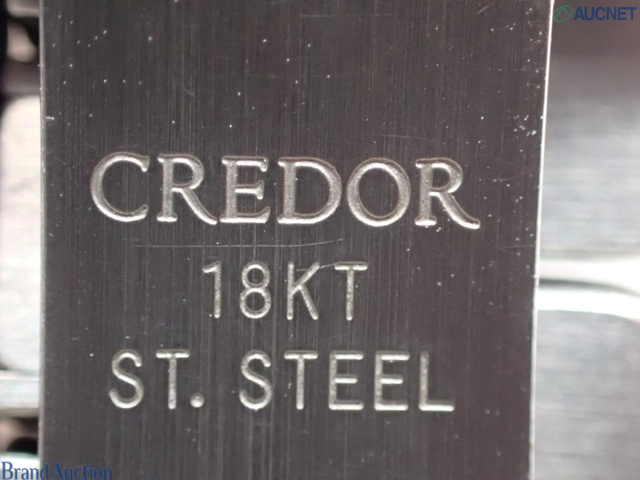 AUCNET
CREDOR
18KT
ST. STEEL
Brand Auction